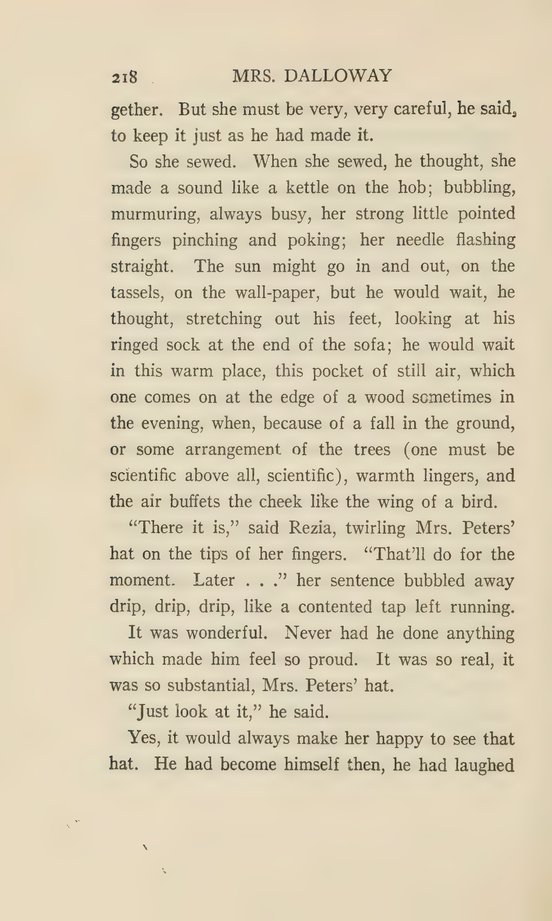 218 MRS. DALLOWAY
gether. But she must be very, very careful, he said,
to keep it just as he had made it.
So she sewed. When she sewed, he thought, she
made a sound like a kettle on the hob; bubbling,
murmuring, always busy, her strong little pointed
fingers pinching and poking; her needle flashing
straight. The sun might go in and out, on the
tassels, on the wall-paper, but he would wait, he
thought, stretching out his feet, looking at his
ringed sock at the end of the sofa; he would wait
in this warm place, this pocket of still air, which
one comes on at the edge of a wood sometimes in
the evening, when, because of a fall in the ground,
or some arrangement of the trees (one must be
scientific above all, scientific), warmth lingers, and
the air buffets the cheek like the wing of a bird.
"There it is," said Rezia, twirling Mrs. Peters'
hat on the tips of her fingers. "That'll do for the
moment. Later . . ." her sentence bubbled away
drip, drip, drip, like a contented tap left running.
It was wonderful. Never had he done anything
which made him feel so proud. It was so real, it
was so substantial, Mrs. Peters' hat.
"Just look at it," he said.
Yes, it would always make her happy to see that
hat. He had become himself then, he had laughed